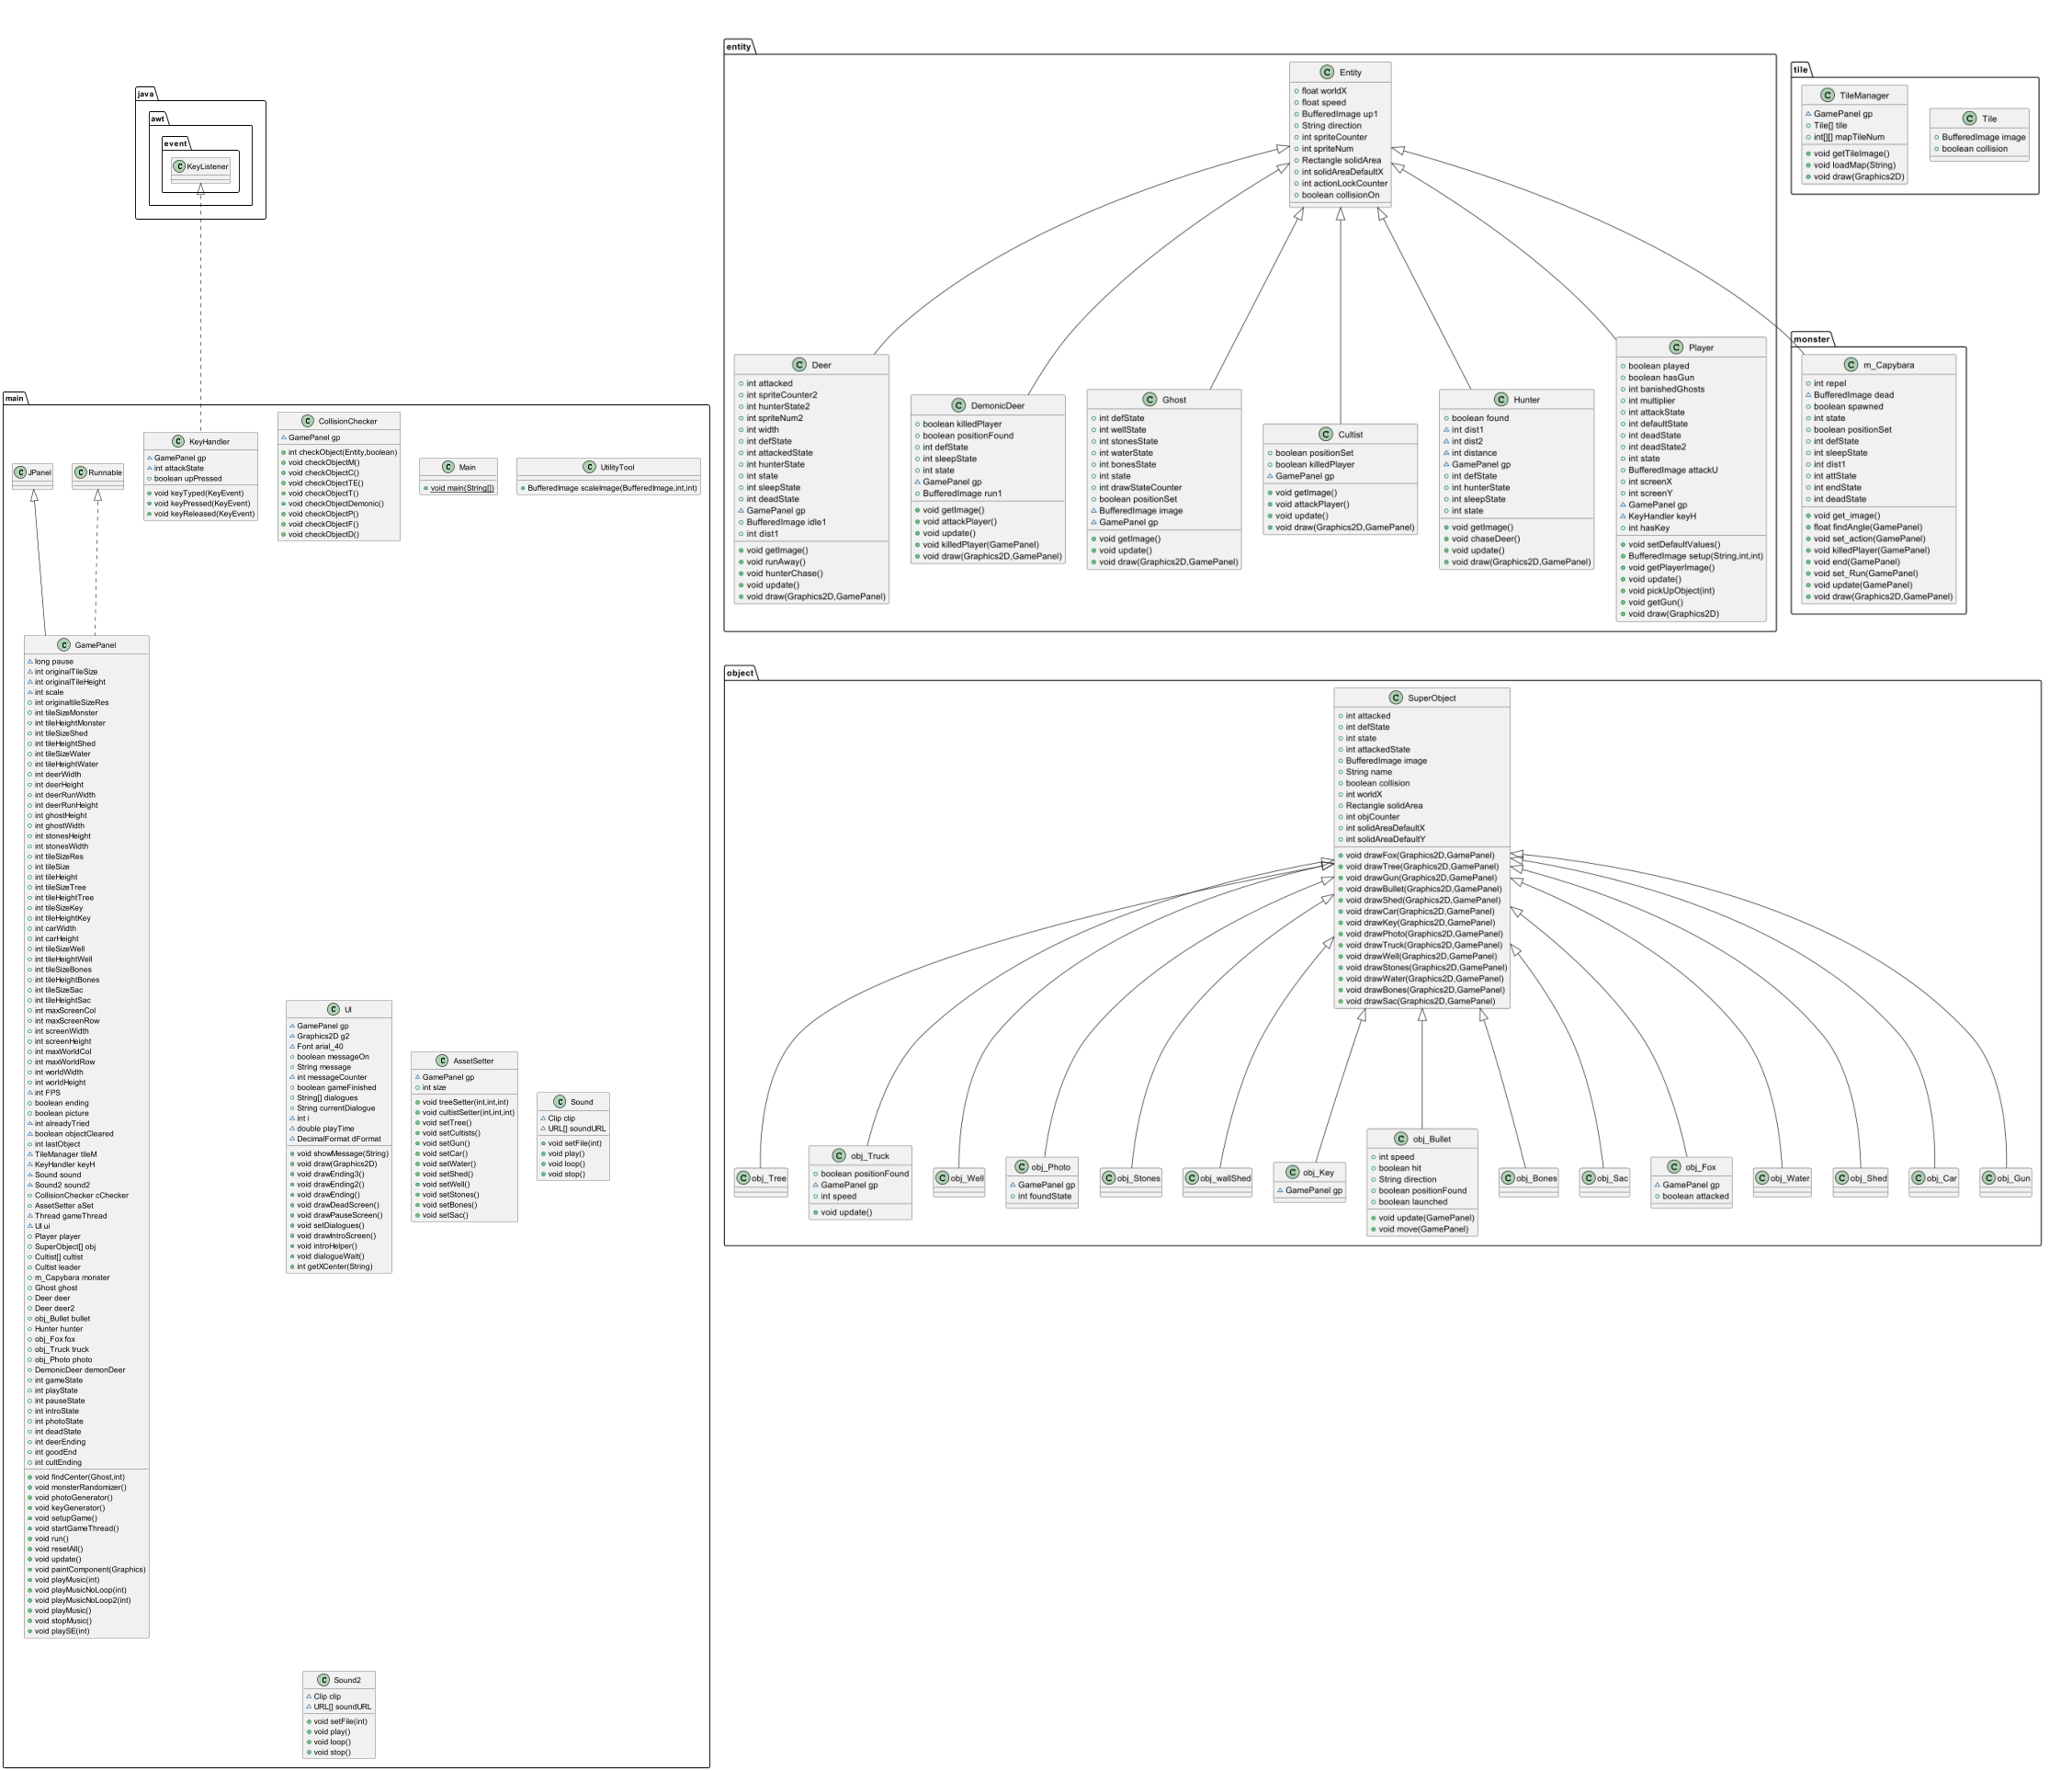 java
awt
event
C KeyListener
main
C JPanel
C Runnable
C KeyHandler
GamePanel gp
int attackState
boolean upPressed
void keyTyped(KeyEvent)
void keyPressed(KeyEvent)
void keyReleased(KeyEvent)
C CollisionChecker
GamePanel gp
int checkObject(Entity,boolean)
void checkObjectM()
void checkObjectC()
void checkObjectTE()
void checkObjectT()
void checkObjectDemonic()
void checkObjectP()
void checkObjectF()
void checkObjectD()
C Main
void main(String[])
C UtilityTool
BufferedImage scaleImage(BufferedImage,int,int)
C GamePanel
long pause
int originalTileSize
int originalTileHeight
int scale
int originaltileSizeRes
int tileSizeMonster
int tileHeightMonster
int tileSizeShed
int tileHeightShed
int tileSizeWater
int tileHeightWater
int deerWidth
int deerHeight
int deerRunWidth
int deerRunHeight
int ghostHeight
int ghostWidth
int stonesHeight
int stonesWidth
int tileSizeRes
int tileSize
int tileHeight
int tileSizeTree
int tileHeightTree
int tileSizeKey
int tileHeightKey
int carWidth
int carHeight
int tileSizeWell
int tileHeightWell
int tileSizeBones
int tileHeightBones
int tileSizeSac
int tileHeightSac
int maxScreenCol
int maxScreenRow
int screenWidth
int screenHeight
int maxWorldCol
int maxWorldRow
int worldWidth
int worldHeight
int FPS
boolean ending
boolean picture
int alreadyTried
boolean objectCleared
int lastObject
TileManager tileM
KeyHandler keyH
Sound sound
Sound2 sound2
CollisionChecker cChecker
AssetSetter aSet
Thread gameThread
UI ui
Player player
SuperObject[] obj
Cultist[] cultist
Cultist leader
m_Capybara monster
Ghost ghost
Deer deer
Deer deer2
obj_Bullet bullet
Hunter hunter
obj_Fox fox
obj_Truck truck
obj_Photo photo
DemonicDeer demonDeer
int gameState
int playState
int pauseState
int introState
int photoState
int deadState
int deerEnding
int goodEnd
int cultEnding
void findCenter(Ghost,int)
void monsterRandomizer()
void photoGenerator()
void keyGenerator()
void setupGame()
void startGameThread()
void run()
void resetAll()
void update()
void paintComponent(Graphics)
void playMusic(int)
void playMusicNoLoop(int)
void playMusicNoLoop2(int)
void playMusic()
void stopMusic()
void playSE(int)
C UI
GamePanel gp
Graphics2D g2
Font arial_40
boolean messageOn
String message
int messageCounter
boolean gameFinished
String[] dialogues
String currentDialogue
int i
double playTime
DecimalFormat dFormat
void showMessage(String)
void draw(Graphics2D)
void drawEnding2()
void drawEnding3()
void drawEnding()
void drawDeadScreen()
void drawPauseScreen()
void setDialogues()
void drawIntroScreen()
void introHelper()
void dialogueWait()
int getXCenter(String)
C AssetSetter
GamePanel gp
int size
void treeSetter(int,int,int)
void cultistSetter(int,int,int)
void setTree()
void setCultists()
void setGun()
void setCar()
void setWater()
void setShed()
void setWell()
void setStones()
void setBones()
void setSac()
C Sound
Clip clip
URL[] soundURL
void setFile(int)
void play()
void loop()
void stop()
C Sound2
Clip clip
URL[] soundURL
void setFile(int)
void play()
void loop()
void stop()
entity
C Entity
float worldX
float speed
BufferedImage up1
String direction
int spriteCounter
int spriteNum
Rectangle solidArea
int solidAreaDefaultX
int actionLockCounter
boolean collisionOn
C Deer
int attacked
int spriteCounter2
int hunterState2
int spriteNum2
int width
int defState
int attackedState
int hunterState
int state
int sleepState
int deadState
GamePanel gp
BufferedImage idle1
int dist1
void getImage()
void runAway()
void hunterChase()
void update()
void draw(Graphics2D,GamePanel)
C DemonicDeer
boolean killedPlayer
boolean positionFound
int defState
int sleepState
int state
GamePanel gp
BufferedImage run1
void getImage()
void attackPlayer()
void update()
void killedPlayer(GamePanel)
void draw(Graphics2D,GamePanel)
C Ghost
int defState
int wellState
int stonesState
int waterState
int bonesState
int state
int drawStateCounter
boolean positionSet
BufferedImage image
GamePanel gp
void getImage()
void update()
void draw(Graphics2D,GamePanel)
C Cultist
boolean positionSet
boolean killedPlayer
GamePanel gp
void getImage()
void attackPlayer()
void update()
void draw(Graphics2D,GamePanel)
C Hunter
boolean found
int dist1
int dist2
int distance
GamePanel gp
int defState
int hunterState
int sleepState
int state
void getImage()
void chaseDeer()
void update()
void draw(Graphics2D,GamePanel)
C Player
boolean played
boolean hasGun
int banishedGhosts
int multiplier
int attackState
int defaultState
int deadState
int deadState2
int state
BufferedImage attackU
int screenX
int screenY
GamePanel gp
KeyHandler keyH
int hasKey
void setDefaultValues()
BufferedImage setup(String,int,int)
void getPlayerImage()
void update()
void pickUpObject(int)
void getGun()
void draw(Graphics2D)
tile
C TileManager
GamePanel gp
Tile[] tile
int[][] mapTileNum
void getTileImage()
void loadMap(String)
void draw(Graphics2D)
C Tile
BufferedImage image
boolean collision
monster
C m_Capybara
int repel
BufferedImage dead
boolean spawned
int state
boolean positionSet
int defState
int sleepState
int dist1
int attState
int endState
int deadState
void get_image()
float findAngle(GamePanel)
void set_action(GamePanel)
void killedPlayer(GamePanel)
void end(GamePanel)
void set_Run(GamePanel)
void update(GamePanel)
void draw(Graphics2D,GamePanel)
object
C SuperObject
int attacked
int defState
int state
int attackedState
BufferedImage image
String name
boolean collision
int worldX
Rectangle solidArea
int objCounter
int solidAreaDefaultX
int solidAreaDefaultY
void drawFox(Graphics2D,GamePanel)
void drawTree(Graphics2D,GamePanel)
void drawGun(Graphics2D,GamePanel)
void drawBullet(Graphics2D,GamePanel)
void drawShed(Graphics2D,GamePanel)
void drawCar(Graphics2D,GamePanel)
void drawKey(Graphics2D,GamePanel)
void drawPhoto(Graphics2D,GamePanel)
void drawTruck(Graphics2D,GamePanel)
void drawWell(Graphics2D,GamePanel)
void drawStones(Graphics2D,GamePanel)
void drawWater(Graphics2D,GamePanel)
void drawBones(Graphics2D,GamePanel)
void drawSac(Graphics2D,GamePanel)
C obj_Tree
C obj_Truck
boolean positionFound
GamePanel gp
int speed
void update()
C obj_Well
C obj_Photo
GamePanel gp
int foundState
C obj_Stones
C obj_wallShed
C obj_Key
GamePanel gp
C obj_Bullet
int speed
boolean hit
String direction
boolean positionFound
boolean launched
void update(GamePanel)
void move(GamePanel)
C obj_Bones
C obj_Sac
C obj_Fox
GamePanel gp
boolean attacked
C obj_Water
C obj_Shed
C obj_Car
C obj_Gun